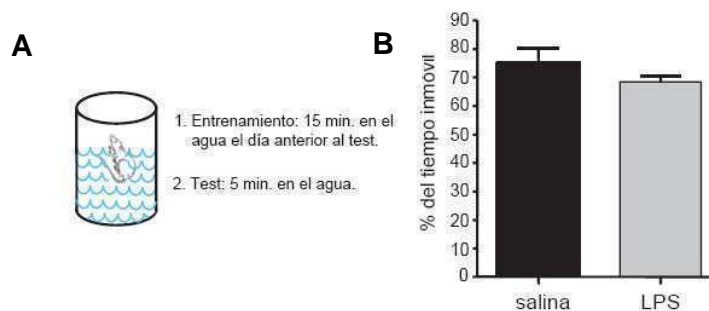 A
1. Entrenamiento: 15 min. en el
agua el día anterior al test.
2. Test: 5 min. en el agua.
B
% del tiempo inmóvil
90
80
70
60
50
40
30
20
10
0
salina
LPS